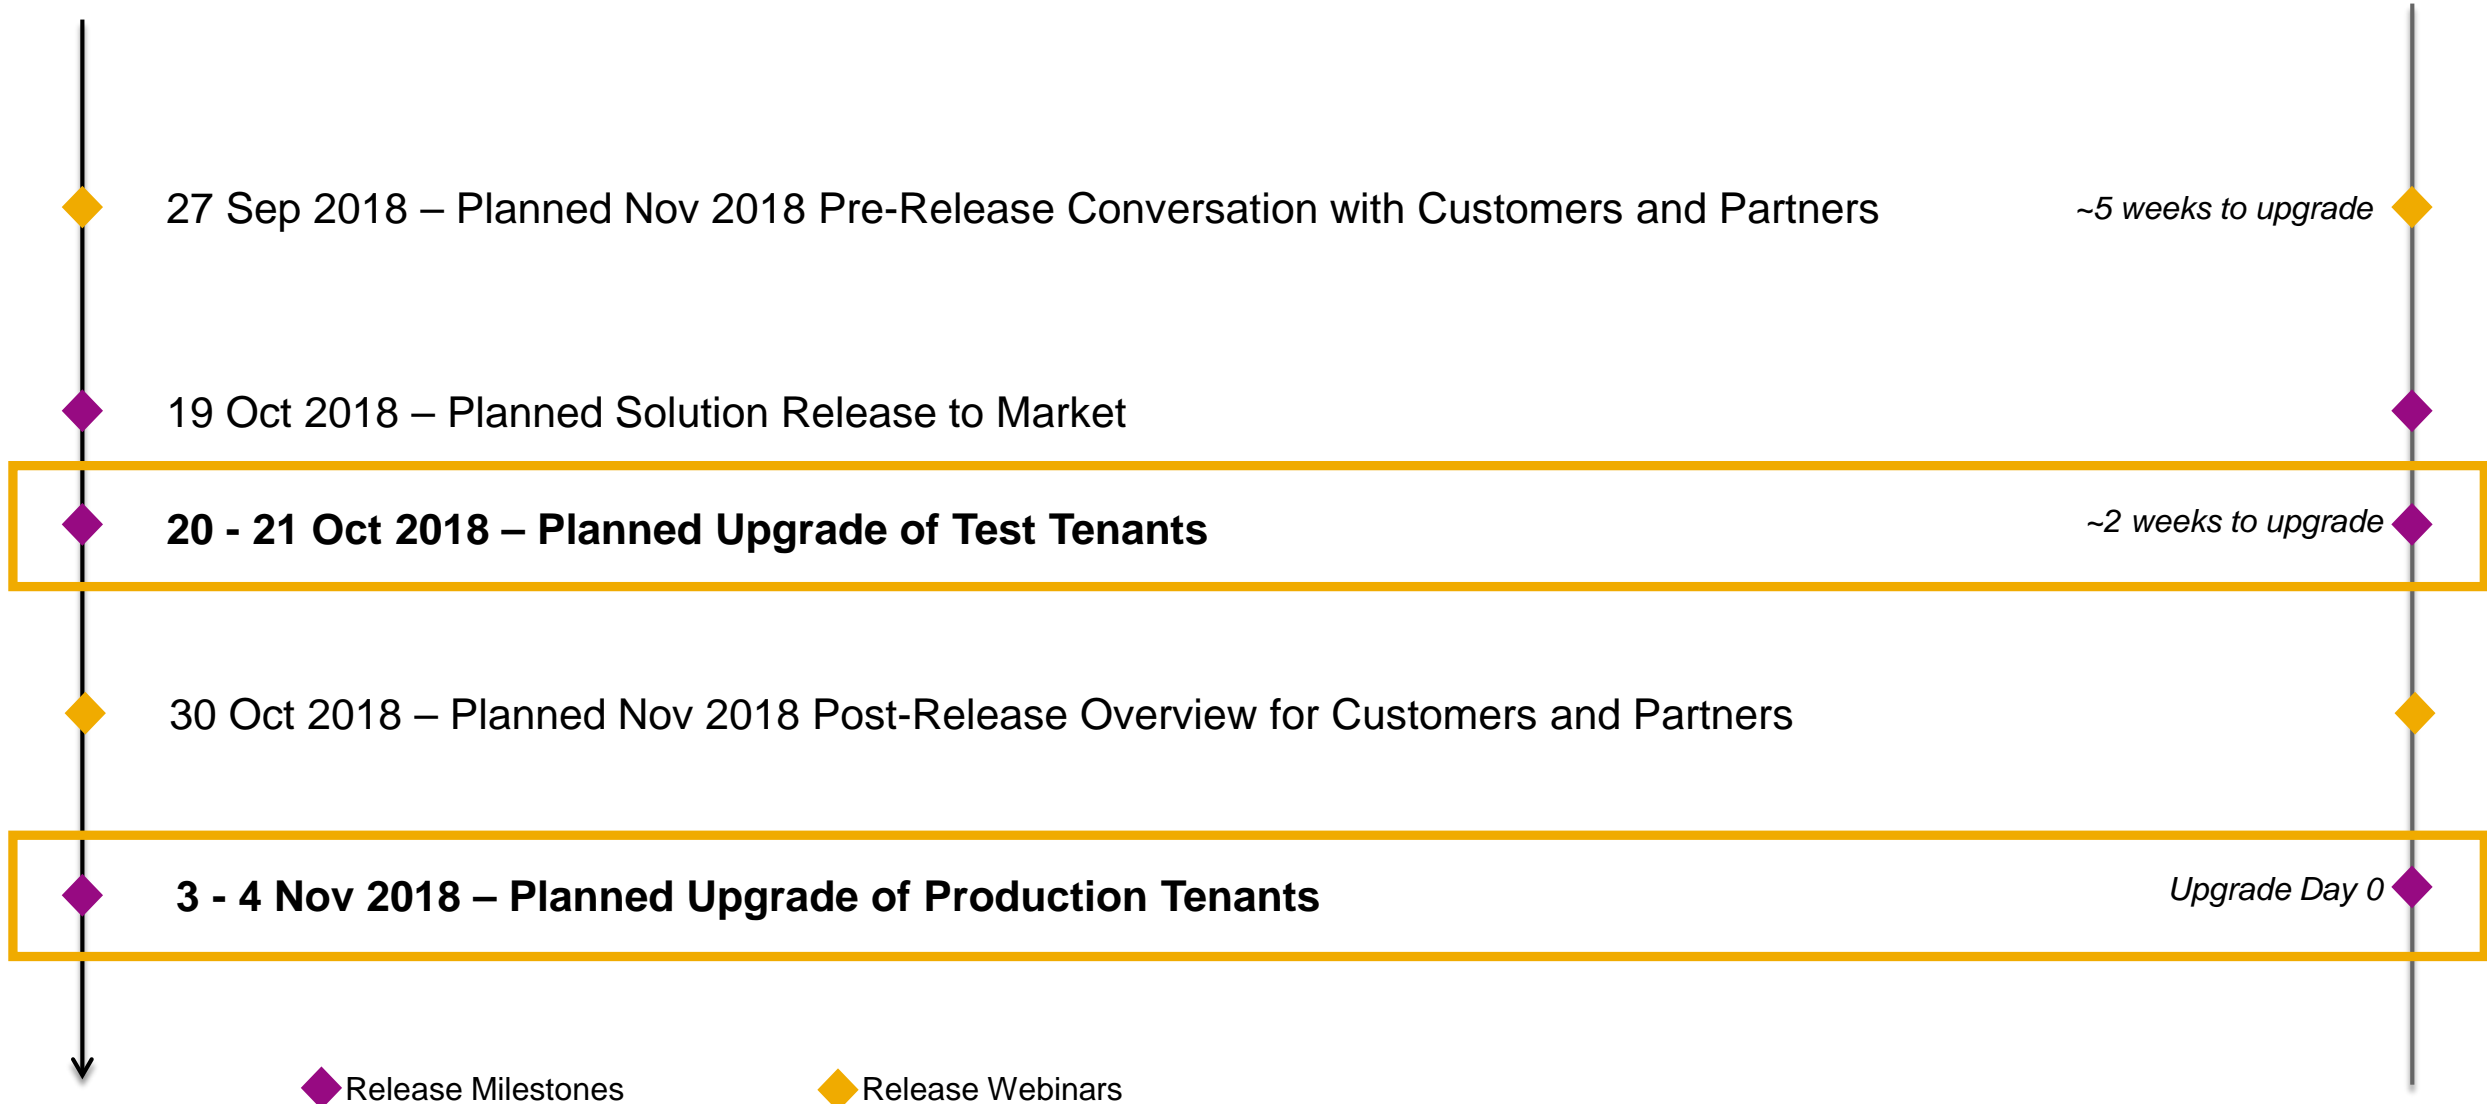 27 Sep 2018 – Planned Nov 2018 Pre-Release Conversation with Customers and Partners
~5 weeks to upgrade
19 Oct 2018 – Planned Solution Release to Market
20 - 21 Oct 2018 – Planned Upgrade of Test Tenants
~2 weeks to upgrade
30 Oct 2018 – Planned Nov 2018 Post-Release Overview for Customers and Partners
3 - 4 Nov 2018 – Planned Upgrade of Production Tenants
Upgrade Day 0
Release Milestones
Release Webinars